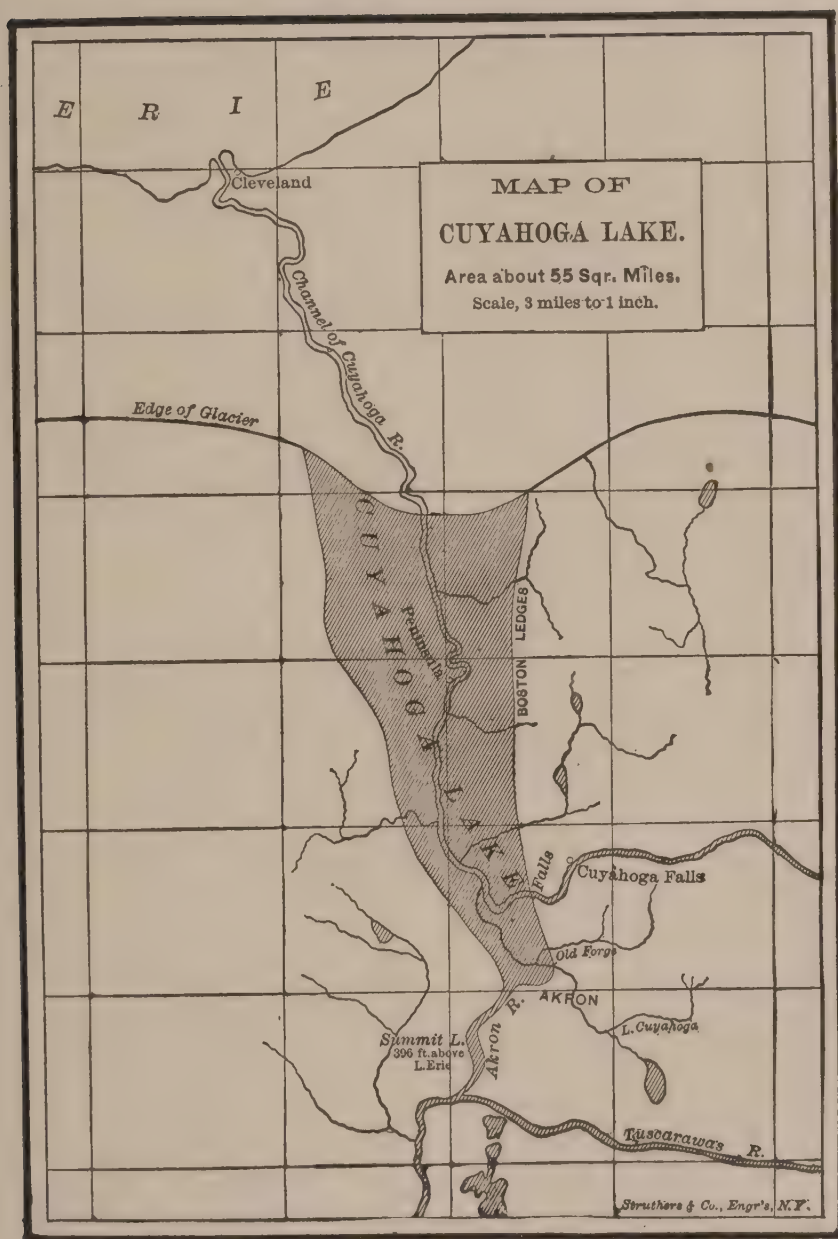 E R I E
Cleveland
MAP OF
CUYAHOGA LAKE.
Area about 55 Sqr. Miles.
Scale, 3 miles to 1 inch.
Channel of Cuyahoga R.
Edge of Glacier
CUYAHOGA LAKE
Peninsula
BOSTON LEDGES
Falls
Cuyahoga Falls
Old Forge
AKRON
Akron R.
L. Cuyahoga
Summit L.
396 ft. above
L. Erie
Tuscarawas R.
Struthers & Co., Engr's, N.Y.